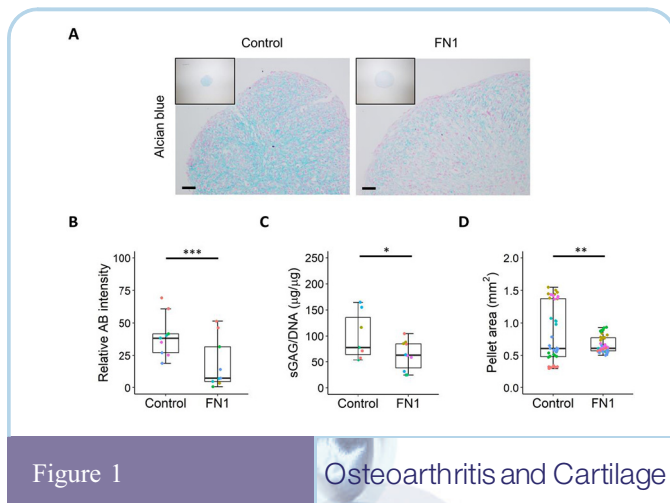 A
Control FN1
Alcian blue
B C D
*** * **
Relative AB intensity
100
75
50
25
0
Control FN1
sGAG/DNA (μg/μg)
250
200
150
100
50
0
Control FN1
Pellet area (mm²)
2.0
1.5
1.0
0.5
0.0
Control FN1
Figure 1
Osteoarthritis and Cartilage